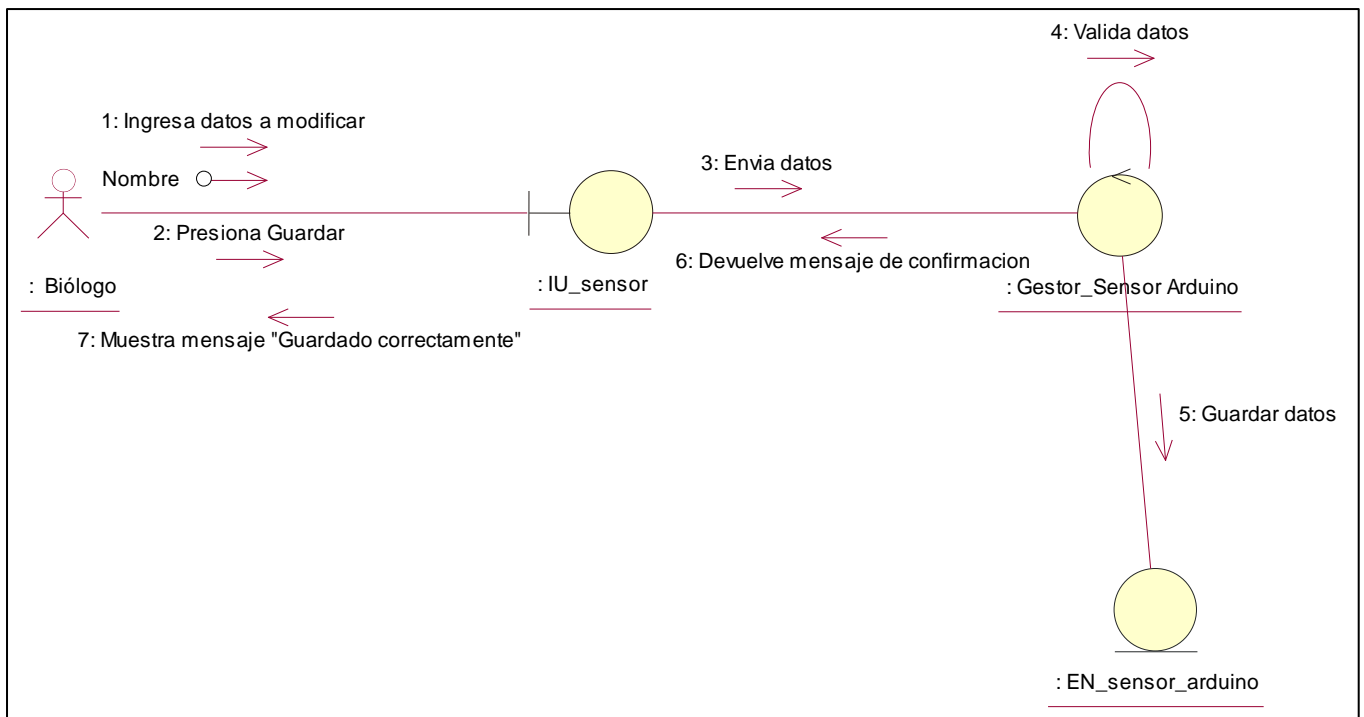 4: Valida datos
1: Ingresa datos a modificar
3: Envia datos
Nombre
2: Presiona Guardar
6: Devuelve mensaje de confirmacion
: Biólogo
: IU_sensor
: Gestor_Sensor Arduino
7: Muestra mensaje "Guardado correctamente"
5: Guardar datos
: EN_sensor_arduino